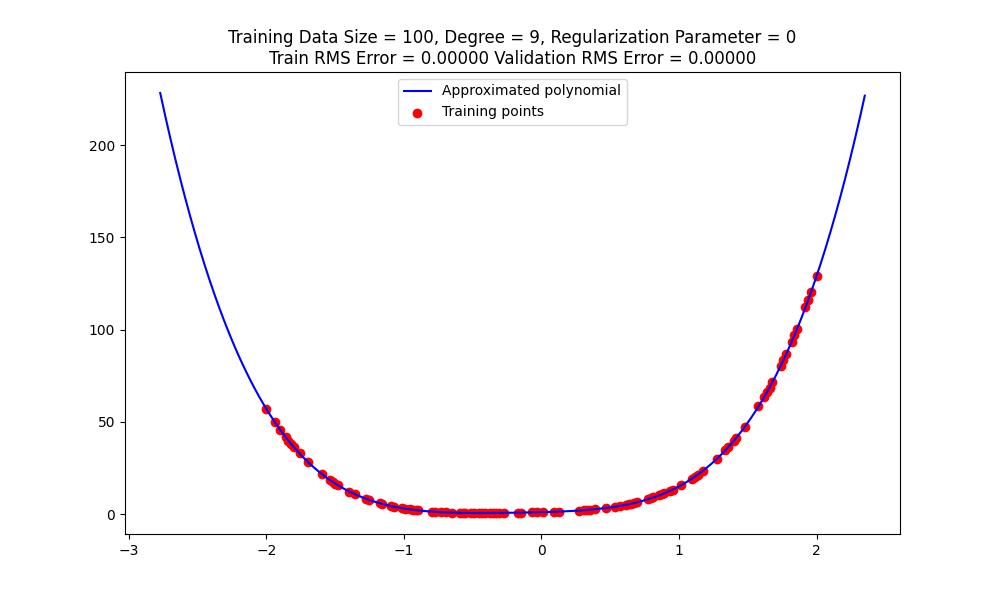 Training Data Size = 100, Degree = 9, Regularization Parameter = 0
Train RMS Error = 0.00000 Validation RMS Error = 0.00000
Approximated polynomial
Training points
200
150
100
50
0
−3
−2
−1
0
1
2